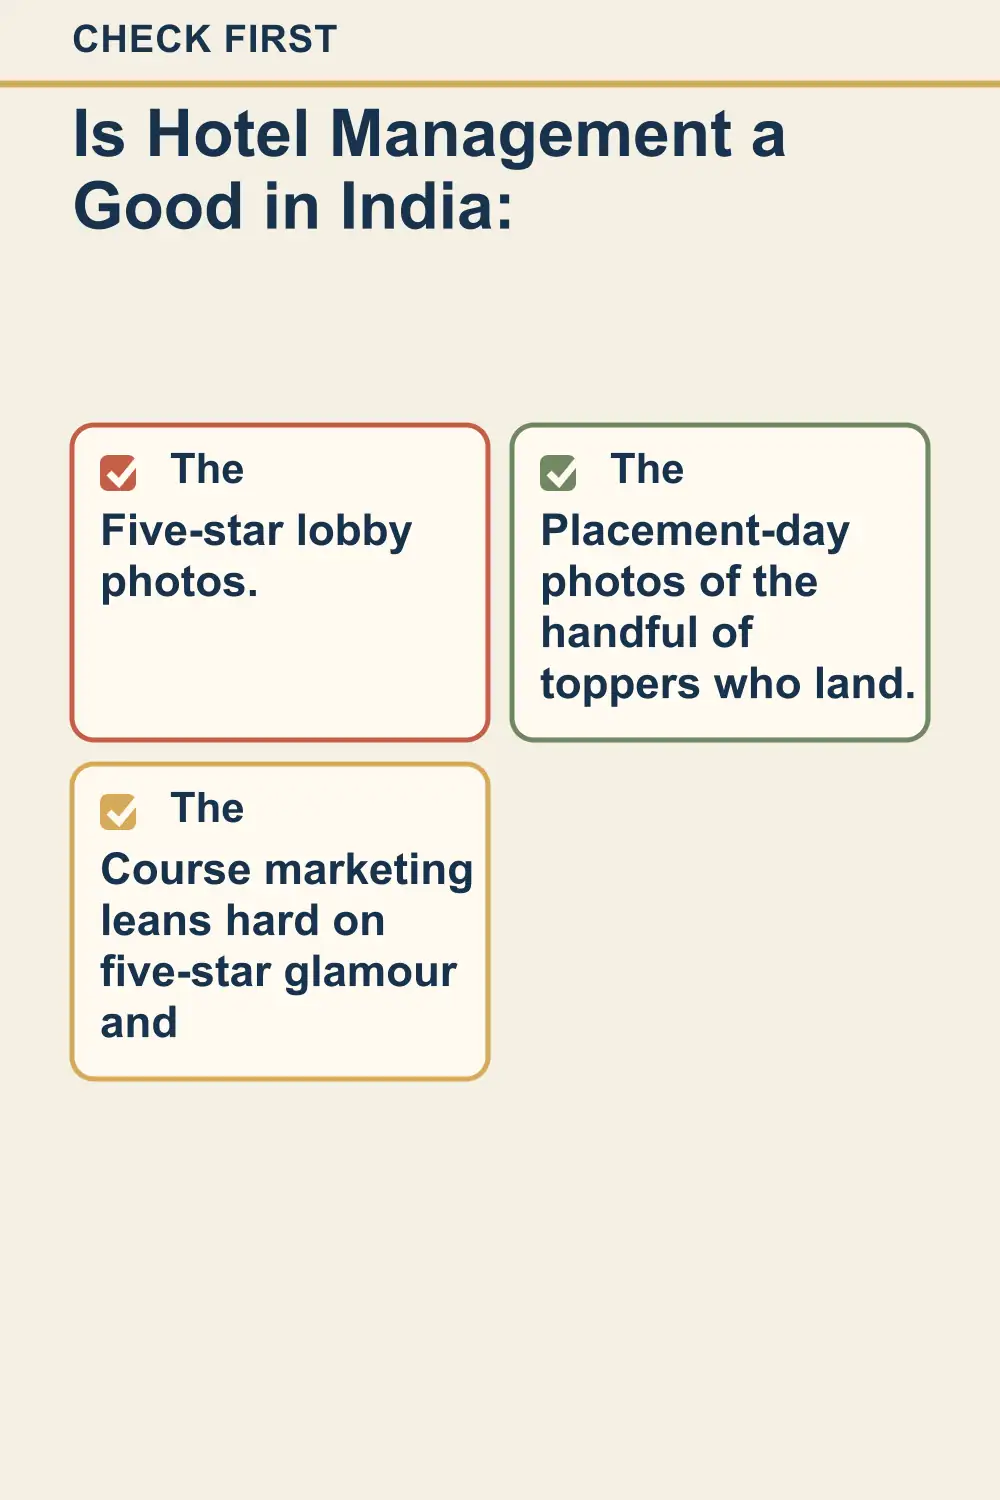 CHECK FIRST
Is Hotel Management a
Good in India:
The
Five-star lobby
photos.
The
Placement-day
photos of the
handful of
toppers who land.
The
Course marketing
leans hard on
five-star glamour
and